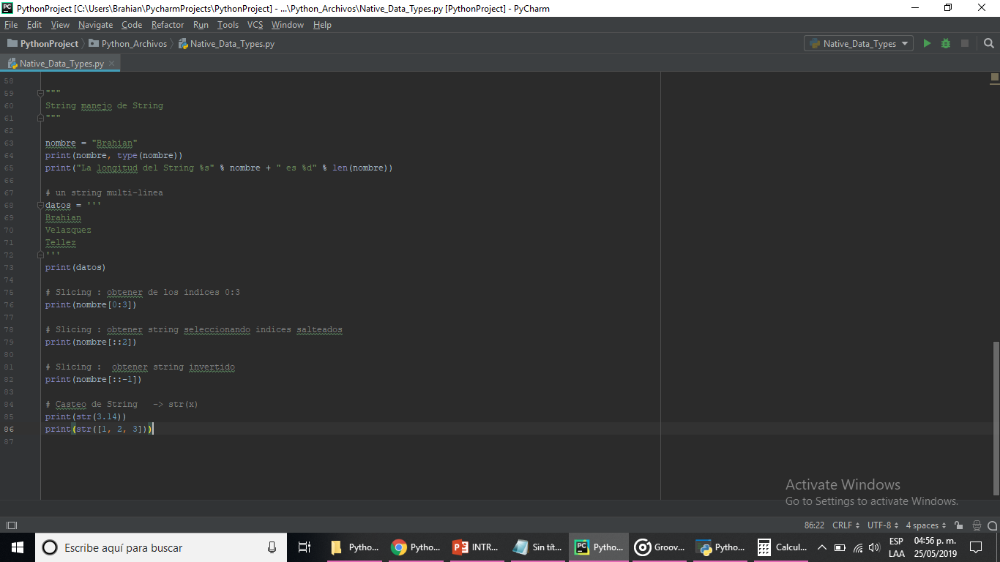 PythonProject [C:\Users\Brahian\PycharmProjects\PythonProject] - ...\Python_Archivos\Native_Data_Types.py [PythonProject] - PyCharm
File Edit View Navigate Code Refactor Run Tools VCS Window Help
PythonProject Python_Archivos Native_Data_Types.py Native_Data_Types
Native_Data_Types.py
58
59 """
60 String manejo de String
61 """
62
63 nombre = "Brahian"
64 print(nombre, type(nombre))
65 print("La longitud del String %s" % nombre + " es %d" % len(nombre))
66
67 # un string multi-linea
68 datos = '''
69 Brahian
70 Velazquez
71 Tellez
72 '''
73 print(datos)
74
75 # Slicing : obtener de los indices 0:3
76 print(nombre[0:3])
77
78 # Slicing : obtener string seleccionando indices salteados
79 print(nombre[::2])
80
81 # Slicing :  obtener string invertido
82 print(nombre[::-1])
83
84 # Casteo de String   -> str(x)
85 print(str(3.14))
86 print(str([1, 2, 3]))
87
Activate Windows
Go to Settings to activate Windows.
86:22 CRLF UTF-8 4 spaces
Escribe aquí para buscar Pytho... Pytho... INTR... Sin tít... Pytho... Groov... Pytho... Calcul... ESP 04:56 p. m.
LAA 25/05/2019